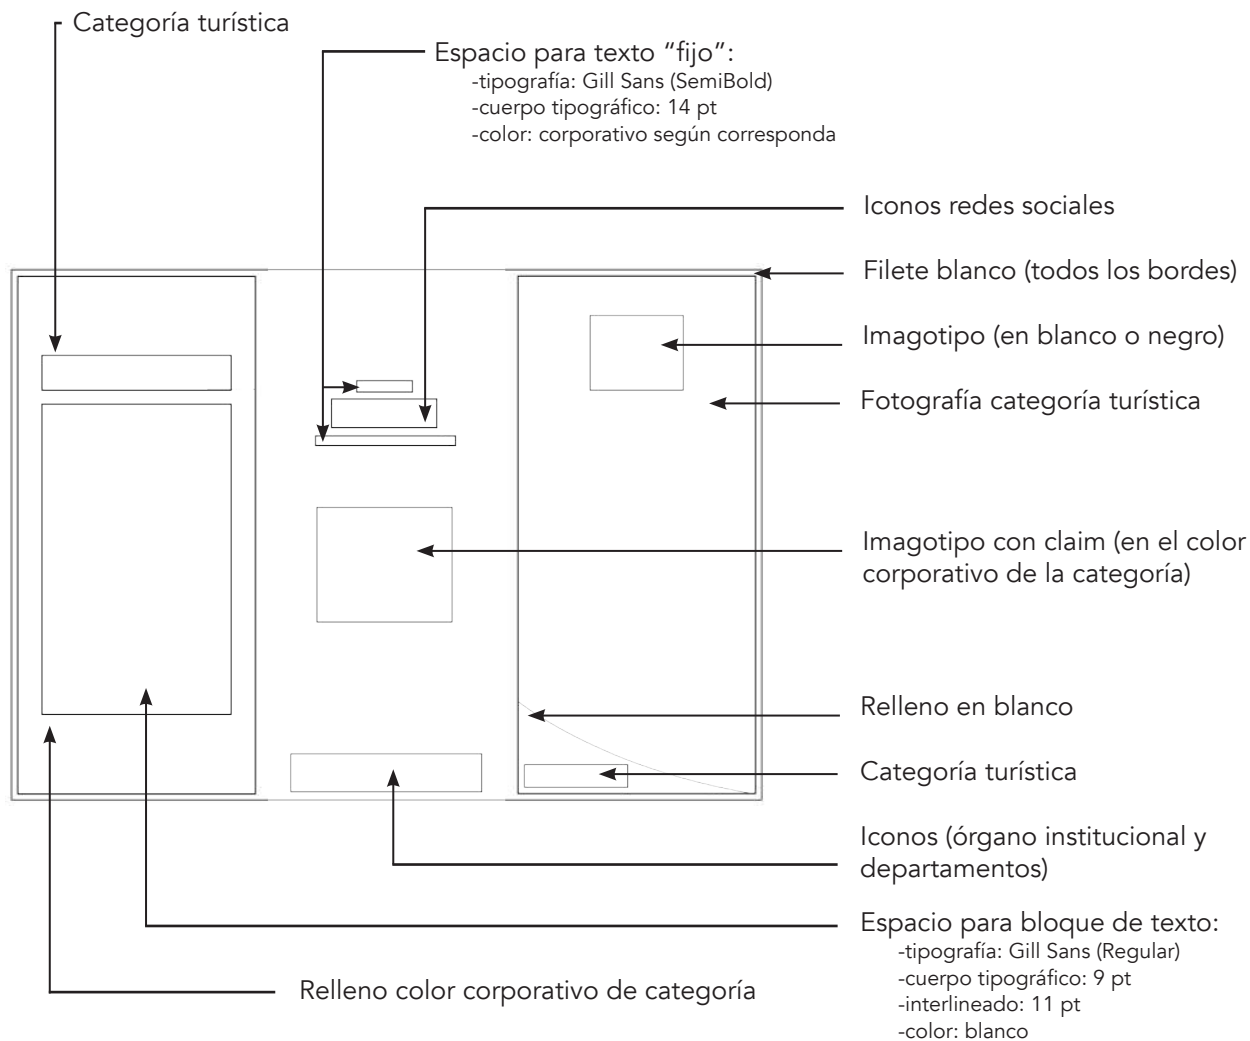 Categoría turística
Espacio para texto “fijo”:
-tipografía: Gill Sans (SemiBold)
-cuerpo tipográfico: 14 pt
-color: corporativo según corresponda
Iconos redes sociales
Filete blanco (todos los bordes)
Imagotipo (en blanco o negro)
Fotografía categoría turística
Imagotipo con claim (en el color
corporativo de la categoría)
Relleno en blanco
Categoría turística
Iconos (órgano institucional y
departamentos)
Espacio para bloque de texto:
-tipografía: Gill Sans (Regular)
-cuerpo tipográfico: 9 pt
-interlineado: 11 pt
-color: blanco
Relleno color corporativo de categoría